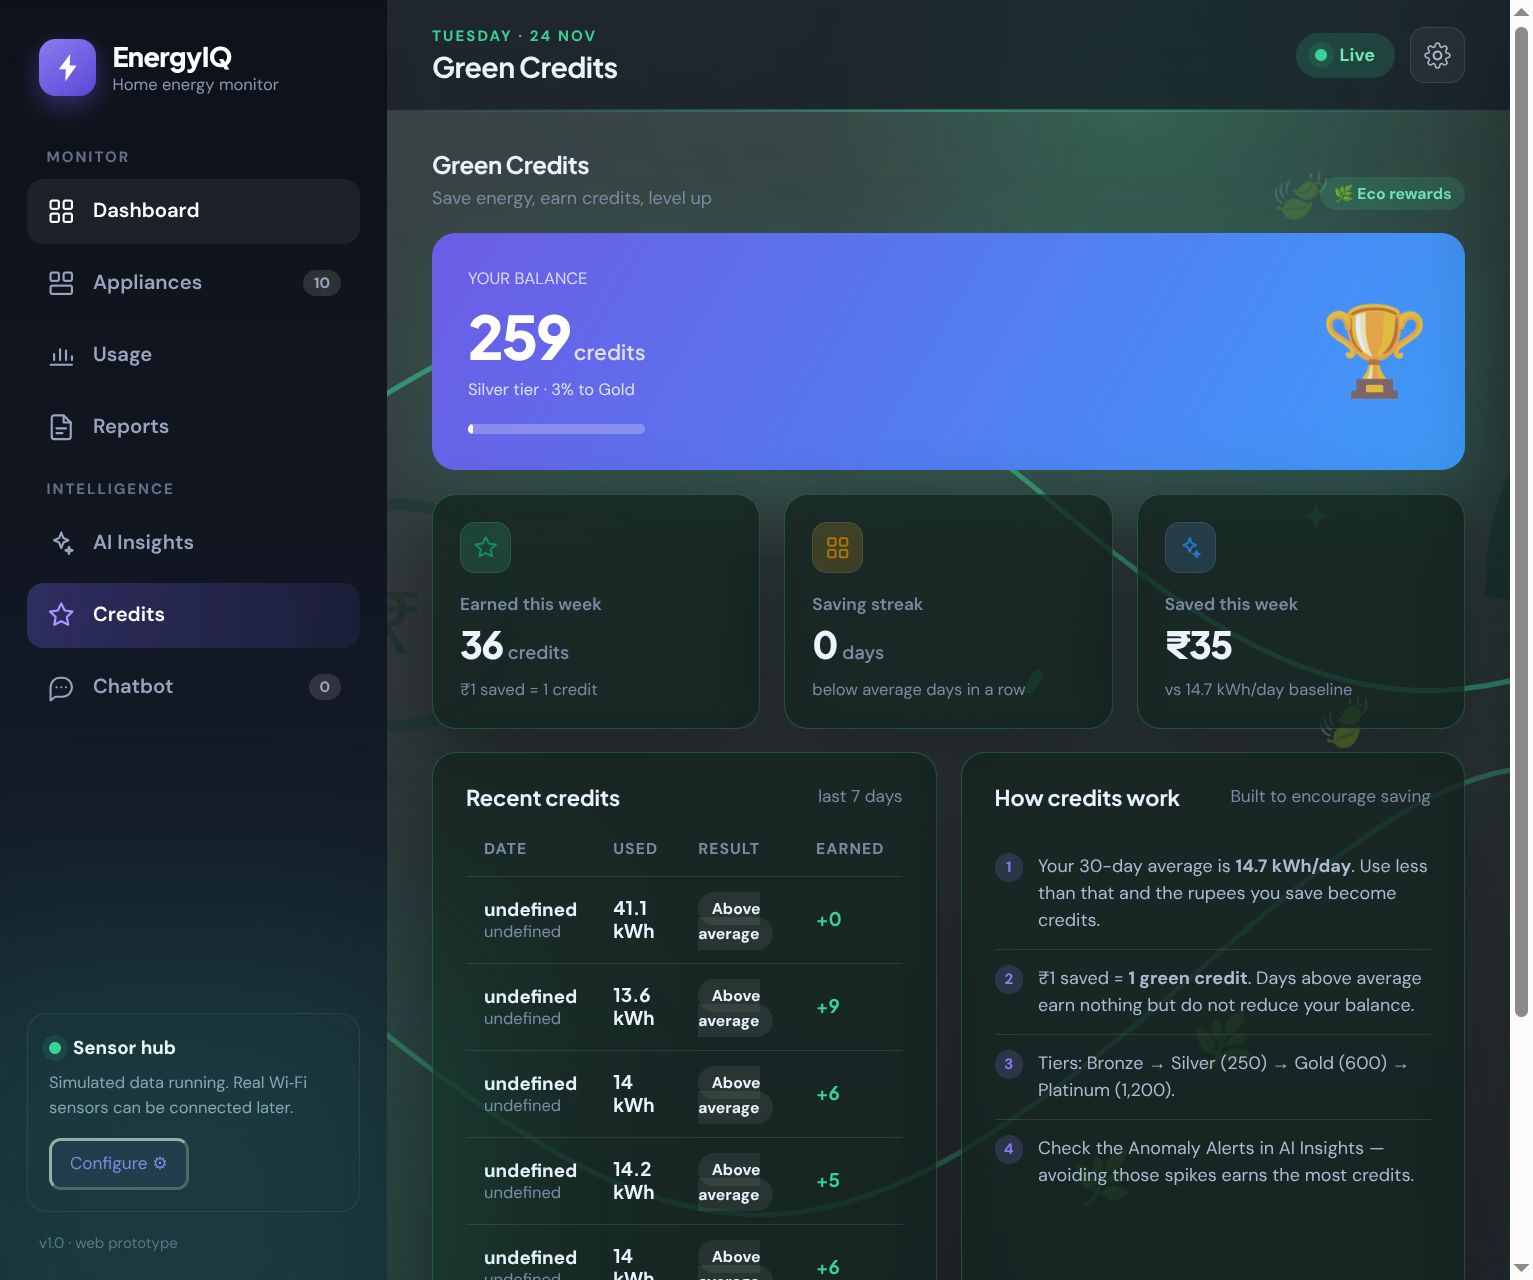 EnergyIQ
Home energy monitor
MONITOR
Dashboard
Appliances 10
Usage
Reports
INTELLIGENCE
AI Insights
Credits
Chatbot 0
Sensor hub
Simulated data running. Real Wi-Fi
sensors can be connected later.
Configure ⚙
v1.0 · web prototype
TUESDAY · 24 NOV
Green Credits
Live
Green Credits
Save energy, earn credits, level up
🌿 Eco rewards
YOUR BALANCE
259 credits
Silver tier · 3% to Gold
₹
Earned this week
36 credits
₹1 saved = 1 credit
Saving streak
0 days
below average days in a row
Saved this week
₹35
vs 14.7 kWh/day baseline
Recent credits last 7 days
DATE USED RESULT EARNED
undefined 41.1 Above +0
undefined kWh average
undefined 13.6 Above +9
undefined kWh average
undefined 14 Above +6
undefined kWh average
undefined 14.2 Above +5
undefined kWh average
undefined 14 Above +6
undefined kWh average
How credits work Built to encourage saving
1 Your 30-day average is 14.7 kWh/day. Use less
than that and the rupees you save become
credits.
2 ₹1 saved = 1 green credit. Days above average
earn nothing but do not reduce your balance.
3 Tiers: Bronze → Silver (250) → Gold (600) →
Platinum (1,200).
4 Check the Anomaly Alerts in AI Insights —
avoiding those spikes earns the most credits.